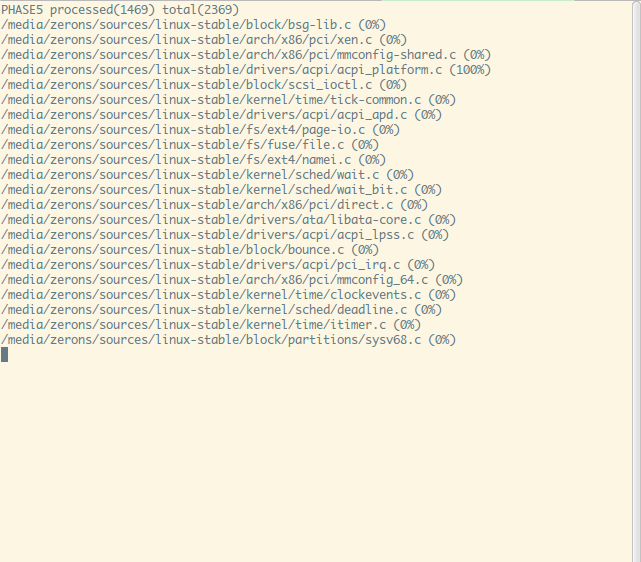 PHASE5 processed(1469) total(2369)
/media/zerons/sources/linux-stable/block/bsg-lib.c (0%)
/media/zerons/sources/linux-stable/arch/x86/pci/xen.c (0%)
/media/zerons/sources/linux-stable/arch/x86/pci/mmconfig-shared.c (0%)
/media/zerons/sources/linux-stable/drivers/acpi/acpi_platform.c (100%)
/media/zerons/sources/linux-stable/block/scsi_ioctl.c (0%)
/media/zerons/sources/linux-stable/kernel/time/tick-common.c (0%)
/media/zerons/sources/linux-stable/drivers/acpi/acpi_apd.c (0%)
/media/zerons/sources/linux-stable/fs/ext4/page-io.c (0%)
/media/zerons/sources/linux-stable/fs/fuse/file.c (0%)
/media/zerons/sources/linux-stable/fs/ext4/namei.c (0%)
/media/zerons/sources/linux-stable/kernel/sched/wait.c (0%)
/media/zerons/sources/linux-stable/kernel/sched/wait_bit.c (0%)
/media/zerons/sources/linux-stable/arch/x86/pci/direct.c (0%)
/media/zerons/sources/linux-stable/drivers/ata/libata-core.c (0%)
/media/zerons/sources/linux-stable/drivers/acpi/acpi_lpss.c (0%)
/media/zerons/sources/linux-stable/block/bounce.c (0%)
/media/zerons/sources/linux-stable/drivers/acpi/pci_irq.c (0%)
/media/zerons/sources/linux-stable/arch/x86/pci/mmconfig_64.c (0%)
/media/zerons/sources/linux-stable/kernel/time/clockevents.c (0%)
/media/zerons/sources/linux-stable/kernel/sched/deadline.c (0%)
/media/zerons/sources/linux-stable/kernel/time/itimer.c (0%)
/media/zerons/sources/linux-stable/block/partitions/sysv68.c (0%)